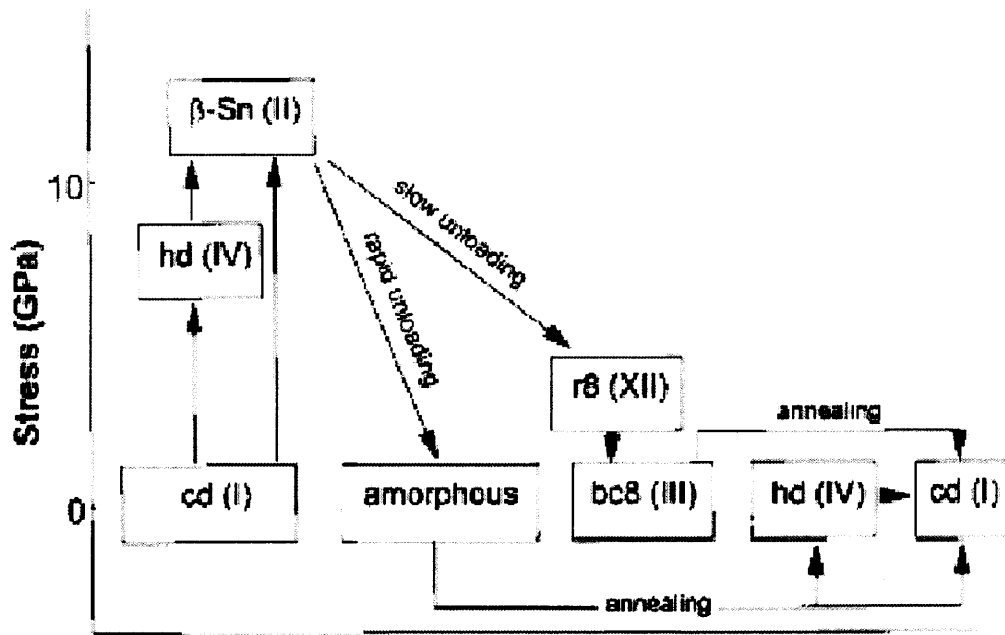 β-Sn (II)
10
slow unloading
hd (IV)
rapid unloading
Stress (GPa)
r8 (XII)
annealing
cd (I)
amorphous
bc8 (III)
hd (IV)
cd (I)
0
annealing